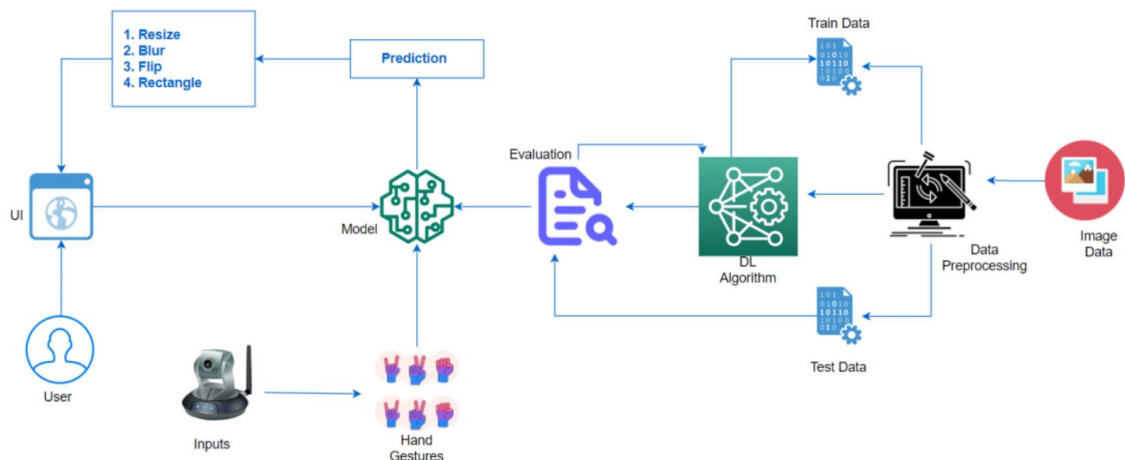 Train Data
1. Resize
2. Blur
3. Flip
4. Rectangle
Prediction
Evaluation
UI
Model
DL
Algorithm
Data
Preprocessing
Image
Data
User
Inputs
Hand
Gestures
Test Data